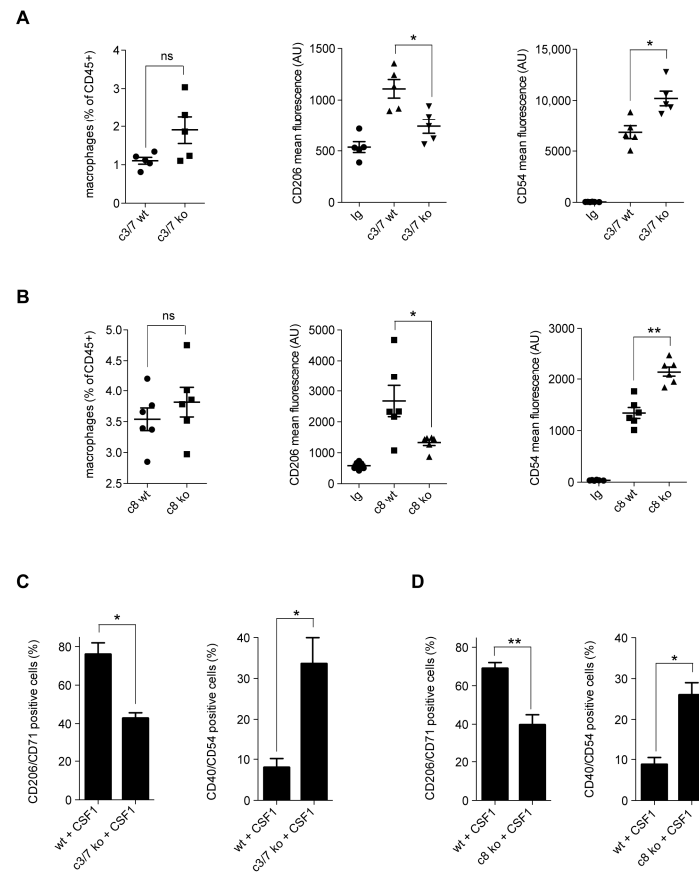 A
macrophages (% of CD45+)
4
3
2
1
0
ns
c3/7 wt
c3/7 ko
CD206 mean fluorescence (AU)
1500
1000
500
0
*
Ig
c3/7 wt
c3/7 ko
CD54 mean fluorescence (AU)
15,000
10,000
5000
0
*
Ig
c3/7 wt
c3/7 ko
B
macrophages (% of CD45+)
5.0
4.5
4.0
3.5
3.0
2.5
ns
c8 wt
c8 ko
CD206 mean fluorescence (AU)
5000
4000
3000
2000
1000
0
*
Ig
c8 wt
c8 ko
CD54 mean fluorescence (AU)
3000
2000
1000
0
**
Ig
c8 wt
c8 ko
C
CD206/CD71 positive cells (%)
80
60
40
20
0
*
wt + CSF1
c3/7 ko + CSF1
CD40/CD54 positive cells (%)
40
30
20
10
0
*
wt + CSF1
c3/7 ko + CSF1
D
CD206/CD71 positive cells (%)
80
60
40
20
0
**
wt + CSF1
c8 ko + CSF1
CD40/CD54 positive cells (%)
40
30
20
10
0
*
wt + CSF1
c8 ko + CSF1